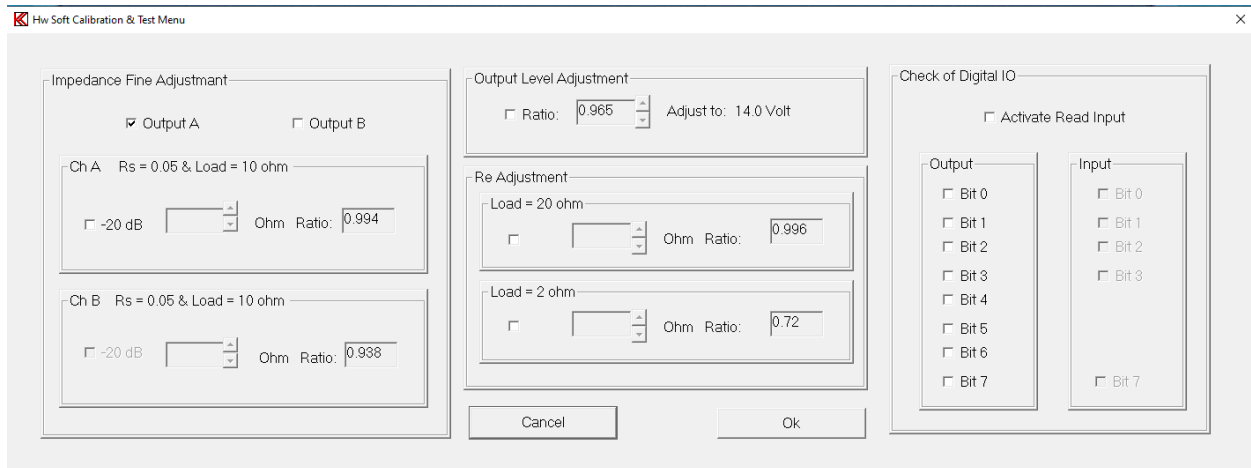 Hw Soft Calibration & Test Menu
Impedance Fine Adjustmant
Output A Output B
Ch A Rs = 0.05 & Load = 10 ohm
-20 dB Ohm Ratio: 0.994
Ch B Rs = 0.05 & Load = 10 ohm
-20 dB Ohm Ratio: 0.938
Output Level Adjustment
Ratio: 0.965 Adjust to: 14.0 Volt
Re Adjustment
Load = 20 ohm
Ohm Ratio: 0.996
Load = 2 ohm
Ohm Ratio: 0.72
Cancel Ok
Check of Digital IO
Activate Read Input
Output
Bit 0
Bit 1
Bit 2
Bit 3
Bit 4
Bit 5
Bit 6
Bit 7
Input
Bit 0
Bit 1
Bit 2
Bit 3
Bit 7